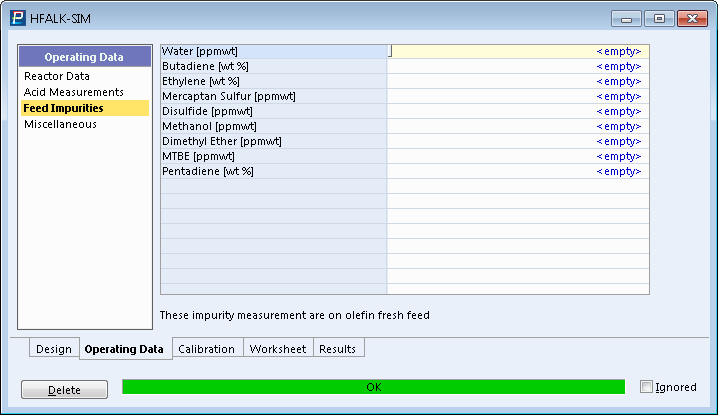 HFALK-SIM
Operating Data
Reactor Data
Acid Measurements
Feed Impurities
Miscellaneous
Water [ppmwt] <empty>
Butadiene [wt %] <empty>
Ethylene [wt %] <empty>
Mercaptan Sulfur [ppmwt] <empty>
Disulfide [ppmwt] <empty>
Methanol [ppmwt] <empty>
Dimethyl Ether [ppmwt] <empty>
MTBE [ppmwt] <empty>
Pentadiene [wt %] <empty>
These impurity measurement are on olefin fresh feed
Design Operating Data Calibration Worksheet Results
Delete OK Ignored